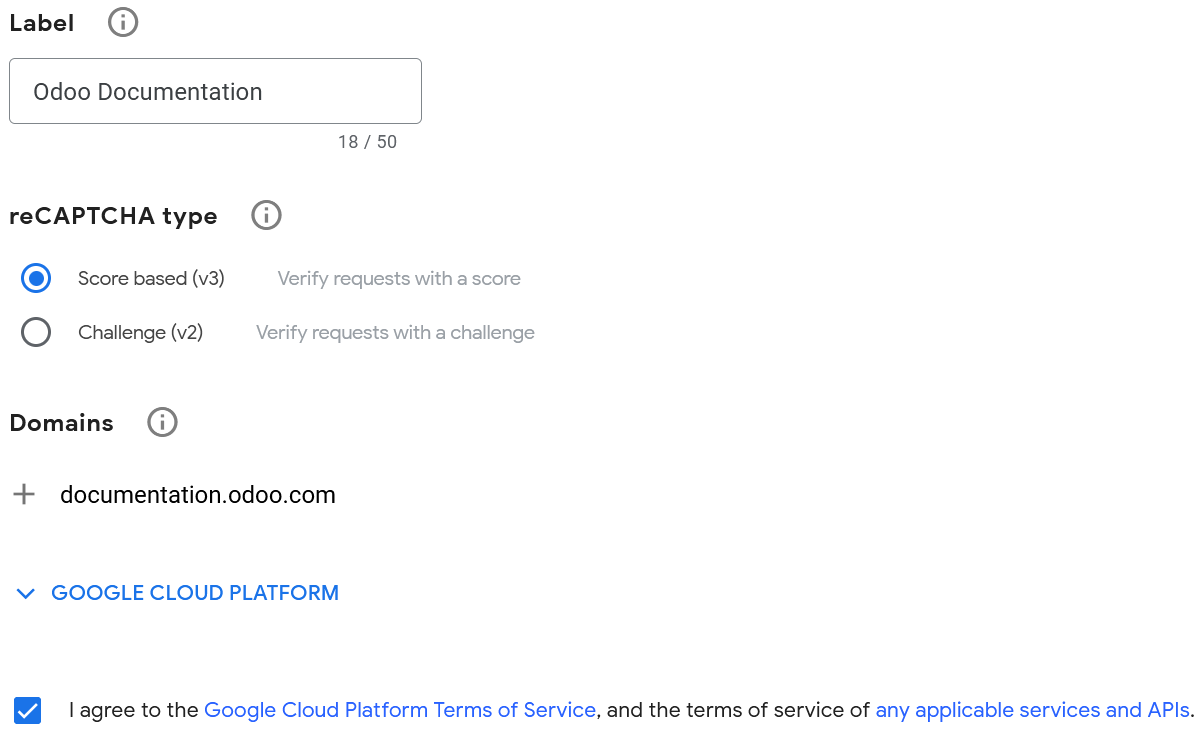 Label
Odoo Documentation
18 / 50
reCAPTCHA type
Score based (v3) Verify requests with a score
Challenge (v2) Verify requests with a challenge
Domains
documentation.odoo.com
GOOGLE CLOUD PLATFORM
I agree to the Google Cloud Platform Terms of Service, and the terms of service of any applicable services and APIs.